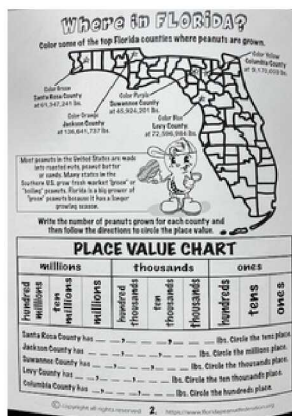 Where in FLORIDA?
Color some of the top Florida counties where peanuts are grown.
Color Yellow
Columbia County
at 9,170,009 lbs.
Color Green
Santa Rosa County
at 61,347,241 lbs.
Color Purple
Suwannee County
at 45,924,201 lbs.
Color Orange
Jackson County
at 136,641,737 lbs.
Color Blue
Levy County
at 72,596,984 lbs.
Most peanuts in the United States are made
into roasted nuts, peanut butter
or candy. Many states in the
Southern U.S. grow fresh market "green" or
"boiling" peanuts. Florida is a big grower of
"green" peanuts because it has a longer
growing season.
Write the number of peanuts grown for each county and
then follow the directions to circle the place value.
PLACE VALUE CHART
millions thousands ones
hundred millions ten millions millions hundred thousands ten thousands thousands hundreds tens ones
Santa Rosa County has _ _ _ , _ _ _ , _ _ _ lbs. Circle the tens place.
Jackson County has _ _ _ , _ _ _ , _ _ _ lbs. Circle the millions place.
Suwannee County has _ _ _ , _ _ _ , _ _ _ lbs. Circle the thousands place.
Levy County has _ _ _ , _ _ _ , _ _ _ lbs. Circle the ten thousands place.
Columbia County has _ _ _ , _ _ _ , _ _ _ lbs. Circle the hundreds place.
© copyright all rights reserved 2.